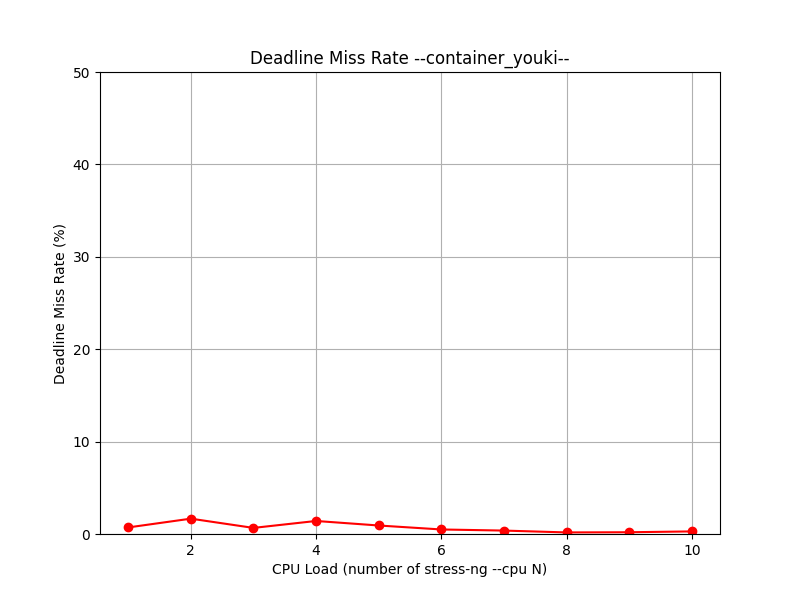 Deadline Miss Rate --container_youki--
Deadline Miss Rate (%)
50
40
30
20
10
0
2 4 6 8 10
CPU Load (number of stress-ng --cpu N)